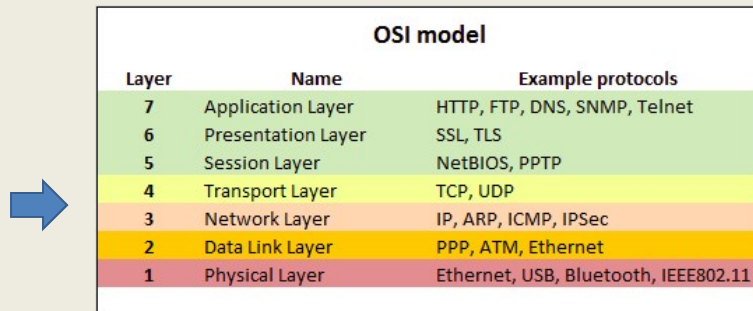 OSI model
Layer Name Example protocols
7 Application Layer HTTP, FTP, DNS, SNMP, Telnet
6 Presentation Layer SSL, TLS
5 Session Layer NetBIOS, PPTP
4 Transport Layer TCP, UDP
3 Network Layer IP, ARP, ICMP, IPSec
2 Data Link Layer PPP, ATM, Ethernet
1 Physical Layer Ethernet, USB, Bluetooth, IEEE802.11